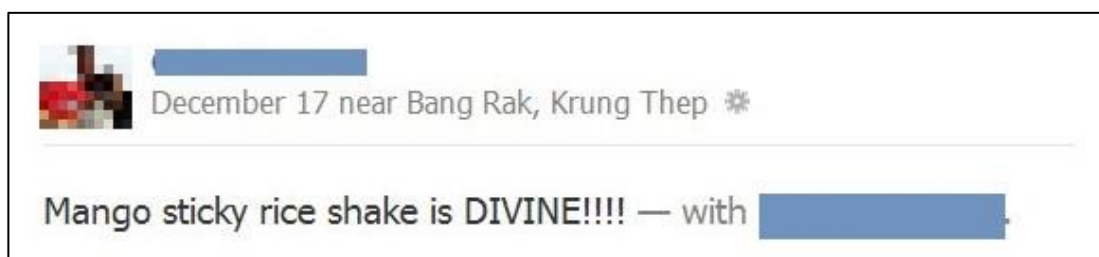 December 17 near Bang Rak, Krung Thep
Mango sticky rice shake is DIVINE!!!! — with .